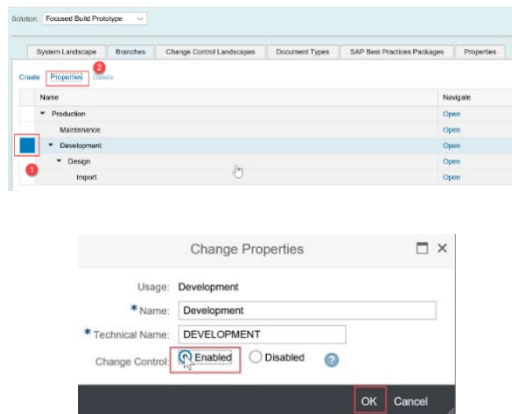 Solution: Focused Build Prototype
System Landscape Branches Change Control Landscapes Document Types SAP Best Practices Packages Properties
2
Create Properties Delete
Name Navigate
Production Open
Maintenance Open
Development Open
1
Design Open
Import Open
Change Properties
Usage: Development
* Name: Development
* Technical Name: DEVELOPMENT
Change Control: Enabled Disabled ?
OK Cancel